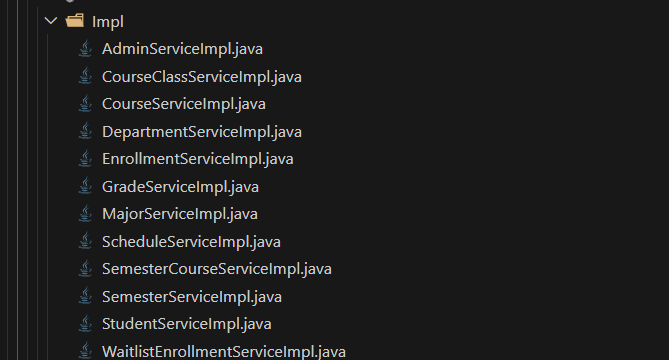 Impl
AdminServiceImpl.java
CourseClassServiceImpl.java
CourseServiceImpl.java
DepartmentServiceImpl.java
EnrollmentServiceImpl.java
GradeServiceImpl.java
MajorServiceImpl.java
ScheduleServiceImpl.java
SemesterCourseServiceImpl.java
SemesterServiceImpl.java
StudentServiceImpl.java
WaitlistEnrollmentServiceImpl.java